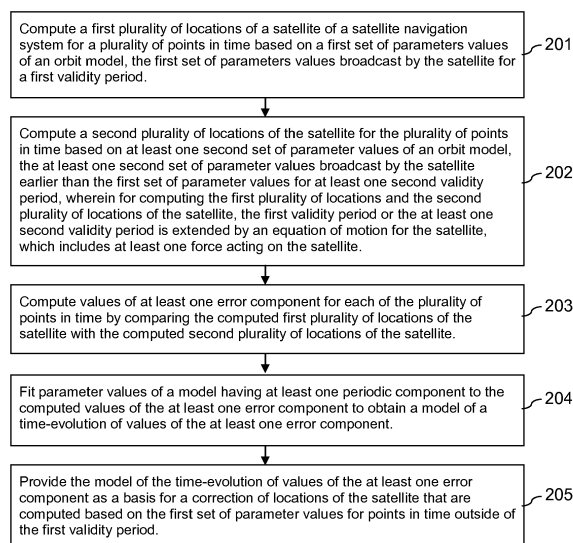 Compute a first plurality of locations of a satellite of a satellite navigation
system for a plurality of points in time based on a first set of parameters values
of an orbit model, the first set of parameters values broadcast by the satellite for
a first validity period.
201
Compute a second plurality of locations of the satellite for the plurality of points
in time based on at least one second set of parameter values of an orbit model,
the at least one second set of parameter values broadcast by the satellite
earlier than the first set of parameter values for at least one second validity
period, wherein for computing the first plurality of locations and the second
plurality of locations of the satellite, the first validity period or the at least one
second validity period is extended by an equation of motion for the satellite,
which includes at least one force acting on the satellite.
202
Compute values of at least one error component for each of the plurality of
points in time by comparing the computed first plurality of locations of the
satellite with the computed second plurality of locations of the satellite.
203
Fit parameter values of a model having at least one periodic component to the
computed values of the at least one error component to obtain a model of a
time-evolution of values of the at least one error component.
204
Provide the model of the time-evolution of values of the at least one error
component as a basis for a correction of locations of the satellite that are
computed based on the first set of parameter values for points in time outside of
the first validity period.
205